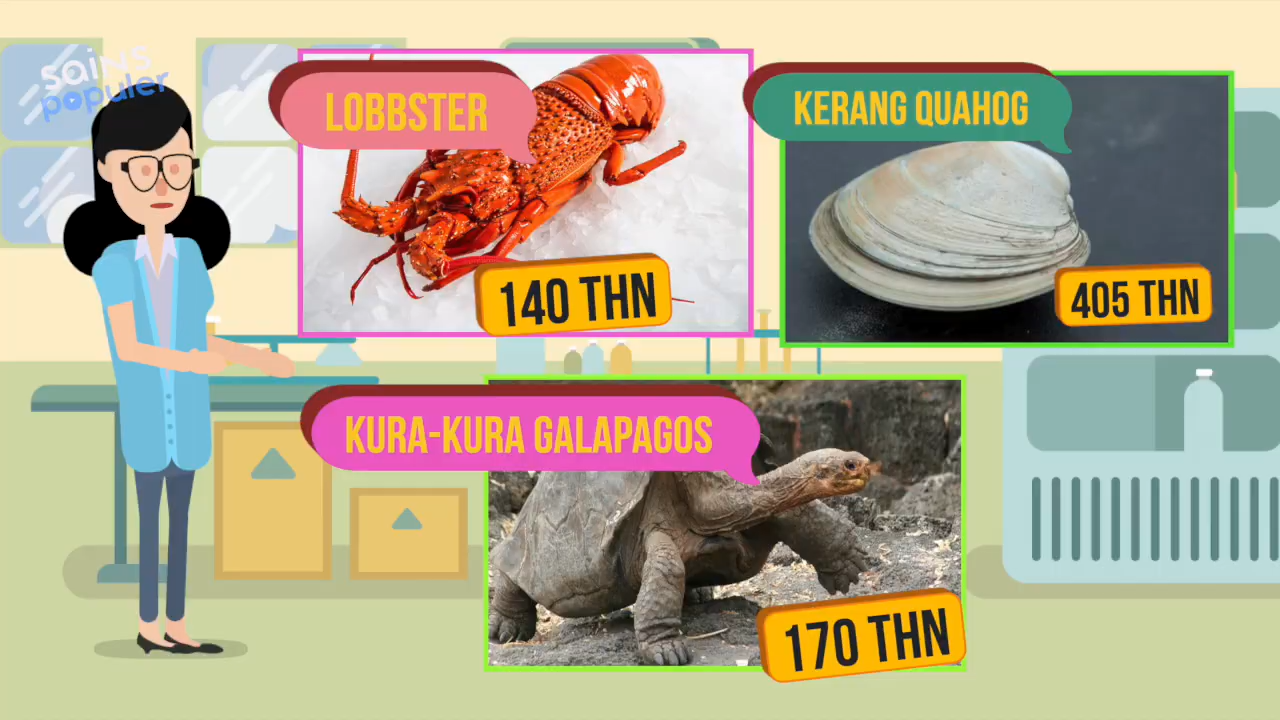 sains
populer
LOBBSTER
140 THN
KERANG QUAHOG
405 THN
KURA-KURA GALAPAGOS
170 THN